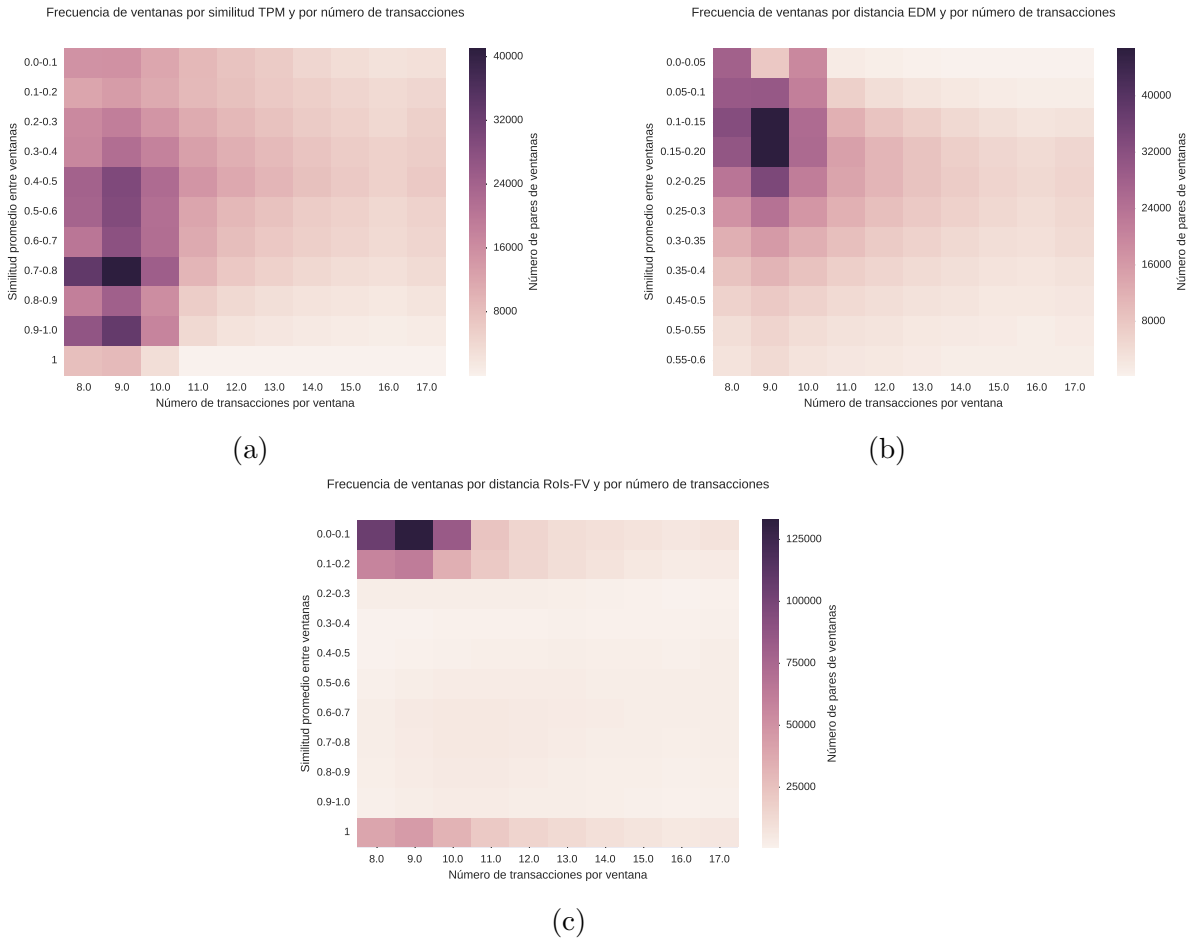 Frecuencia de ventanas por similitud TPM y por número de transacciones
Similitud promedio entre ventanas
0.0-0.1
0.1-0.2
0.2-0.3
0.3-0.4
0.4-0.5
0.5-0.6
0.6-0.7
0.7-0.8
0.8-0.9
0.9-1.0
1
8.0 9.0 10.0 11.0 12.0 13.0 14.0 15.0 16.0 17.0
Número de transacciones por ventana
40000
32000
24000
16000
8000
Número de pares de ventanas
(a)
Frecuencia de ventanas por distancia EDM y por número de transacciones
Similitud promedio entre ventanas
0.0-0.05
0.05-0.1
0.1-0.15
0.15-0.20
0.2-0.25
0.25-0.3
0.3-0.35
0.35-0.4
0.45-0.5
0.5-0.55
0.55-0.6
8.0 9.0 10.0 11.0 12.0 13.0 14.0 15.0 16.0 17.0
Número de transacciones por ventana
40000
32000
24000
16000
8000
Número de pares de ventanas
(b)
Frecuencia de ventanas por distancia RoIs-FV y por número de transacciones
Similitud promedio entre ventanas
0.0-0.1
0.1-0.2
0.2-0.3
0.3-0.4
0.4-0.5
0.5-0.6
0.6-0.7
0.7-0.8
0.8-0.9
0.9-1.0
1
8.0 9.0 10.0 11.0 12.0 13.0 14.0 15.0 16.0 17.0
Número de transacciones por ventana
125000
100000
75000
50000
25000
Número de pares de ventanas
(c)